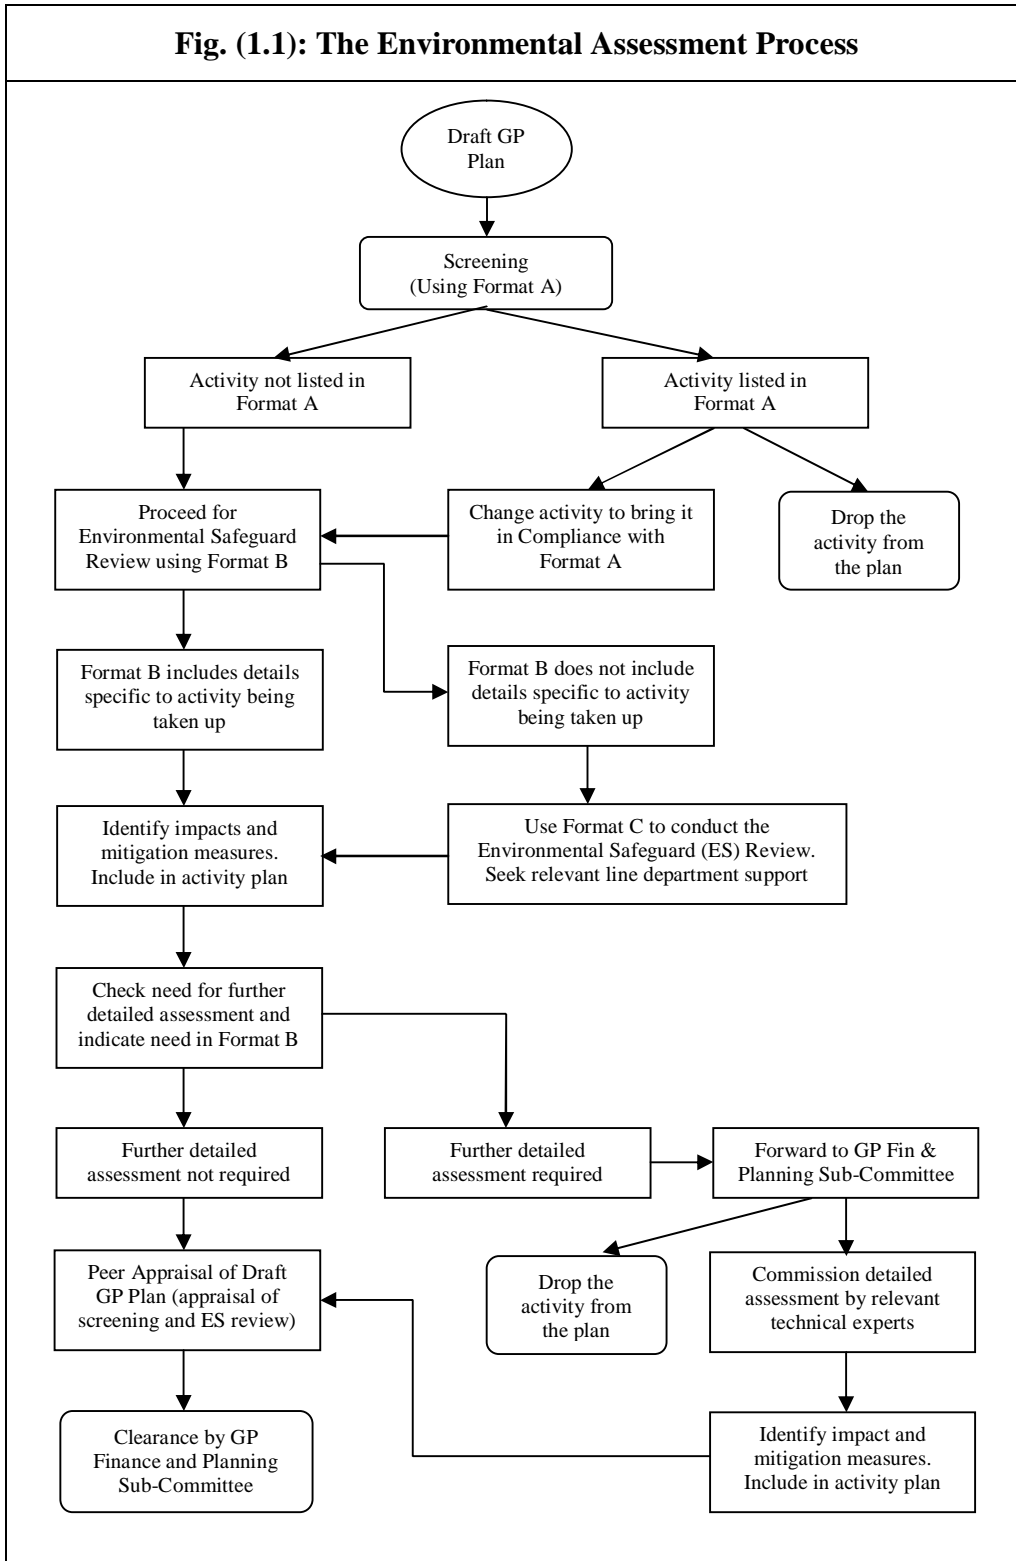 Fig. (1.1): The Environmental Assessment Process
Draft GP
Plan
Screening
(Using Format A)
Activity not listed in
Format A
Activity listed in
Format A
Proceed for
Environmental Safeguard
Review using Format B
Change activity to bring it
in Compliance with
Format A
Drop the
activity from
the plan
Format B includes details
specific to activity being
taken up
Format B does not include
details specific to activity
being taken up
Identify impacts and
mitigation measures.
Include in activity plan
Use Format C to conduct the
Environmental Safeguard (ES) Review.
Seek relevant line department support
Check need for further
detailed assessment and
indicate need in Format B
Further detailed
assessment not required
Further detailed
assessment required
Forward to GP Fin &
Planning Sub-Committee
Peer Appraisal of Draft
GP Plan (appraisal of
screening and ES review)
Drop the
activity from
the plan
Commission detailed
assessment by relevant
technical experts
Clearance by GP
Finance and Planning
Sub-Committee
Identify impact and
mitigation measures.
Include in activity plan